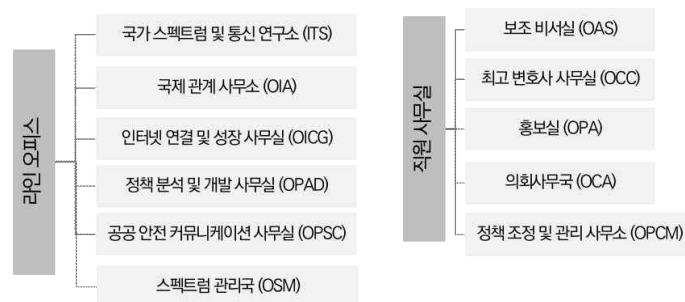 라인 오피스
국가 스펙트럼 및 통신 연구소 (ITS)
국제 관계 사무소 (OIA)
인터넷 연결 및 성장 사무실 (OICG)
정책 분석 및 개발 사무실 (OPAD)
공공 안전 커뮤니케이션 사무실 (OPSC)
스펙트럼 관리국 (OSM)
직원 사무실
보조 비서실 (OAS)
최고 변호사 사무실 (OCC)
홍보실 (OPA)
의회사무국 (OCA)
정책 조정 및 관리 사무소 (OPCM)